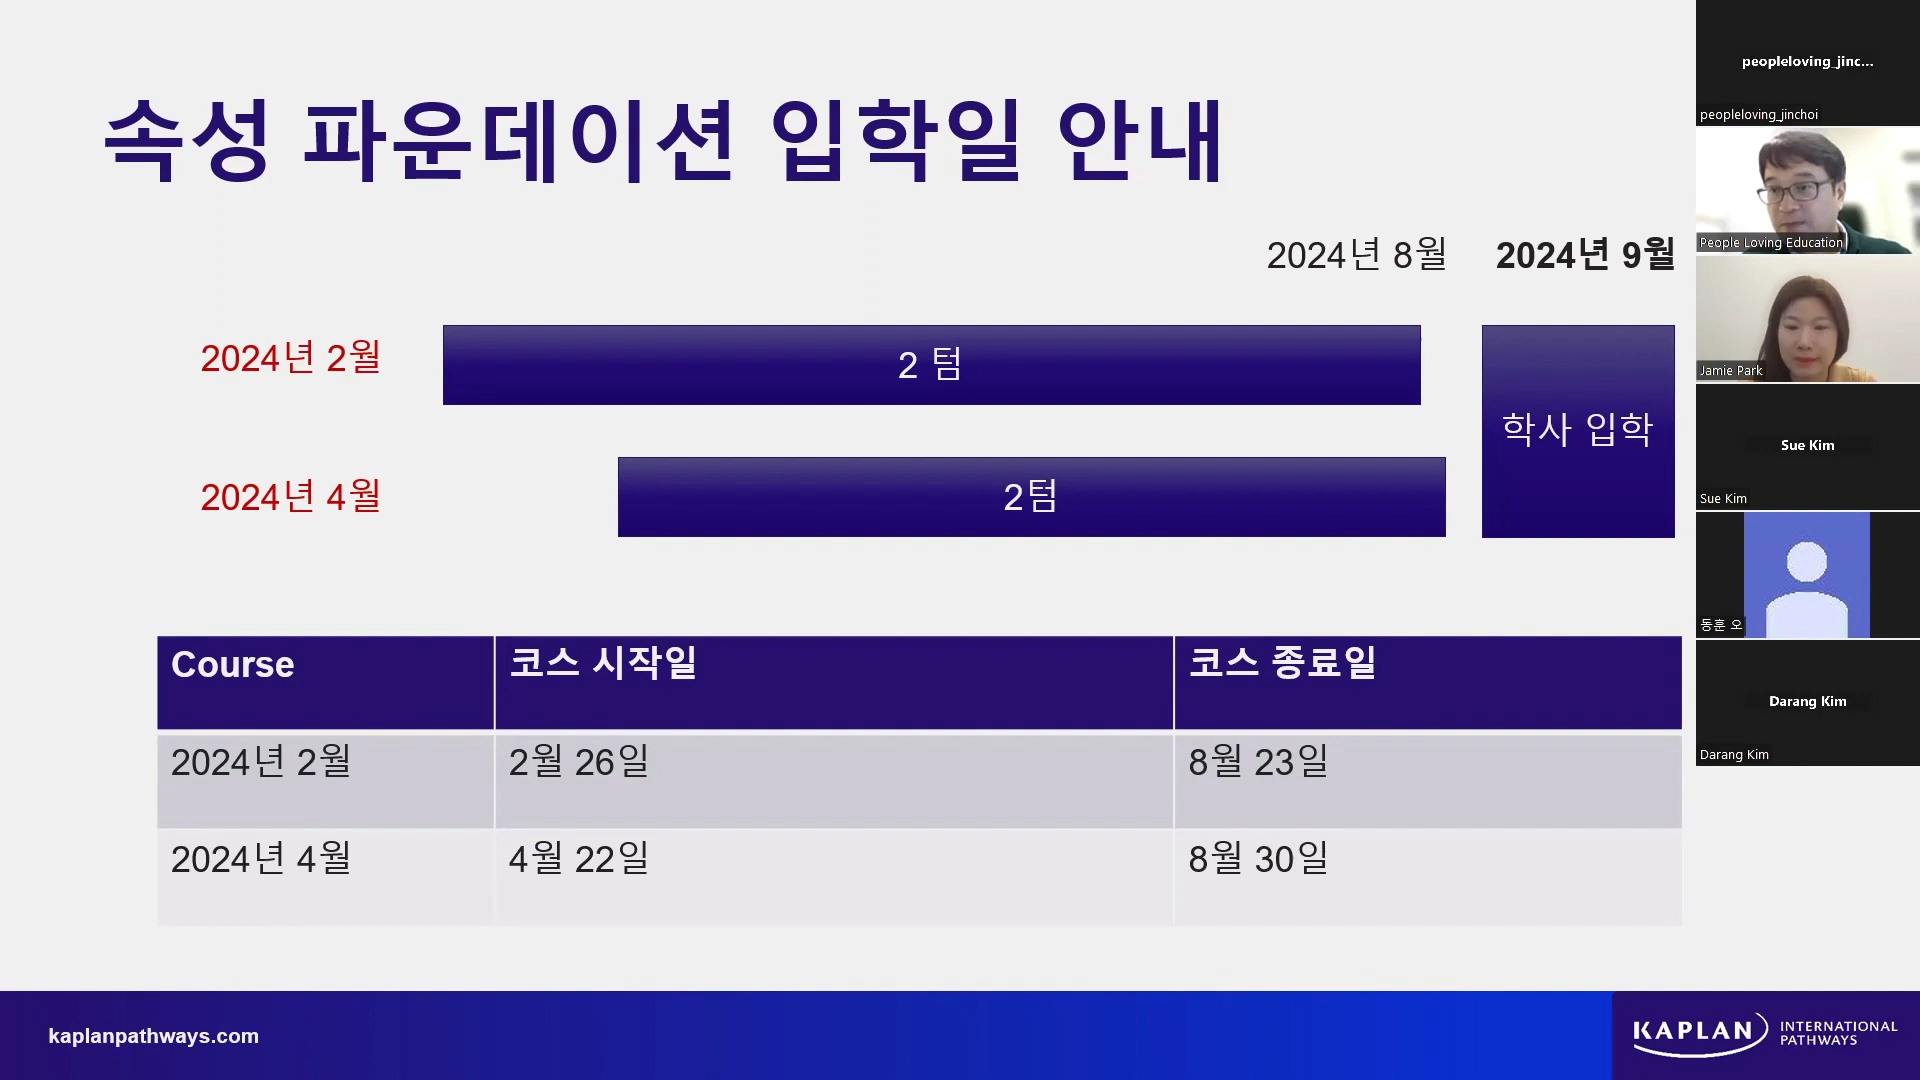 속성 파운데이션 입학일 안내
2024년 8월
2024년 9월
2024년 2월
2 텀
학사 입학
2024년 4월
2텀
Course
코스 시작일
코스 종료일
2024년 2월
2월 26일
8월 23일
2024년 4월
4월 22일
8월 30일
kaplanpathways.com
KAPLAN
INTERNATIONAL
PATHWAYS
peopleloving_jinc...
peopleloving_jinchoi
People Loving Education
Jamie Park
Sue Kim
Sue Kim
동훈 오
Darang Kim
Darang Kim